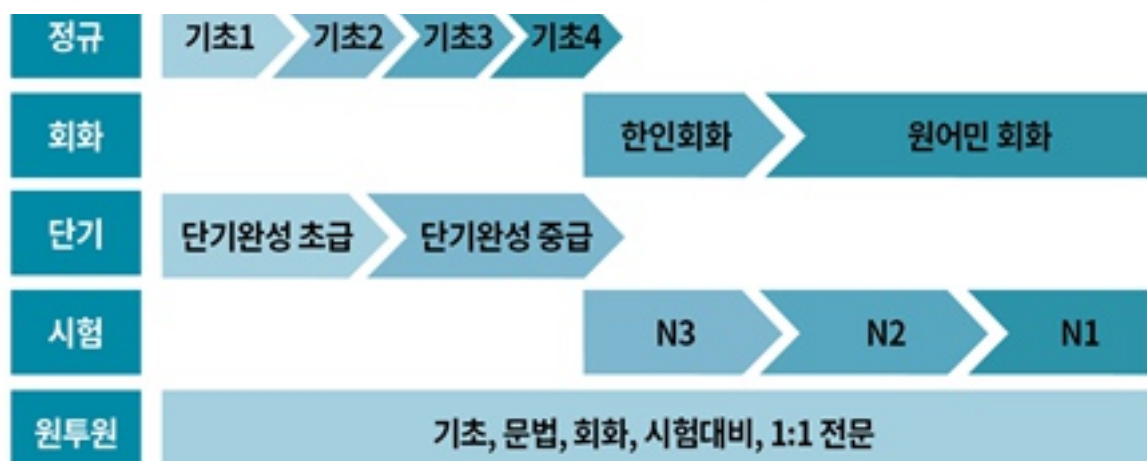 정규 기초1 기초2 기초3 기초4
회화 한인회화 원어민 회화
단기 단기완성 초급 단기완성 중급
시험 N3 N2 N1
원투원 기초, 문법, 회화, 시험대비, 1:1 전문